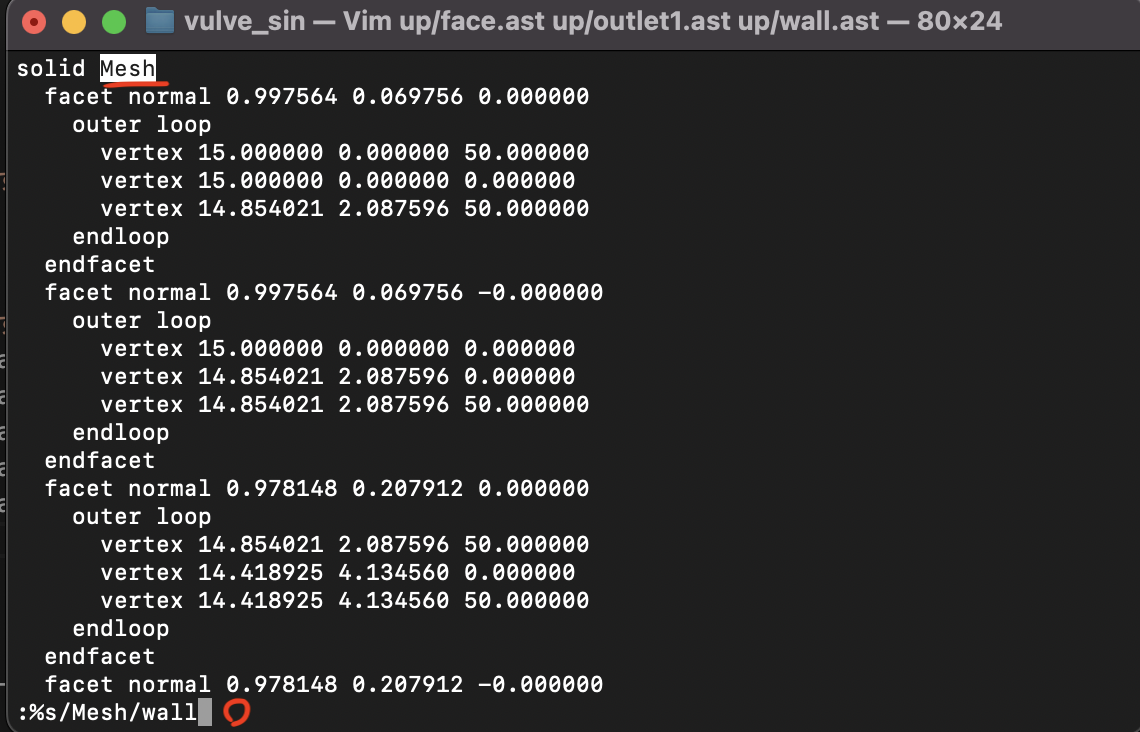 vulve_sin — Vim up/face.ast up/outlet1.ast up/wall.ast — 80×24
solid Mesh
facet normal 0.997564 0.069756 0.000000
outer loop
vertex 15.000000 0.000000 50.000000
vertex 15.000000 0.000000 0.000000
vertex 14.854021 2.087596 50.000000
endloop
endfacet
facet normal 0.997564 0.069756 -0.000000
outer loop
vertex 15.000000 0.000000 0.000000
vertex 14.854021 2.087596 0.000000
vertex 14.854021 2.087596 50.000000
endloop
endfacet
facet normal 0.978148 0.207912 0.000000
outer loop
vertex 14.854021 2.087596 50.000000
vertex 14.418925 4.134560 0.000000
vertex 14.418925 4.134560 50.000000
endloop
endfacet
facet normal 0.978148 0.207912 -0.000000
:%s/Mesh/wall